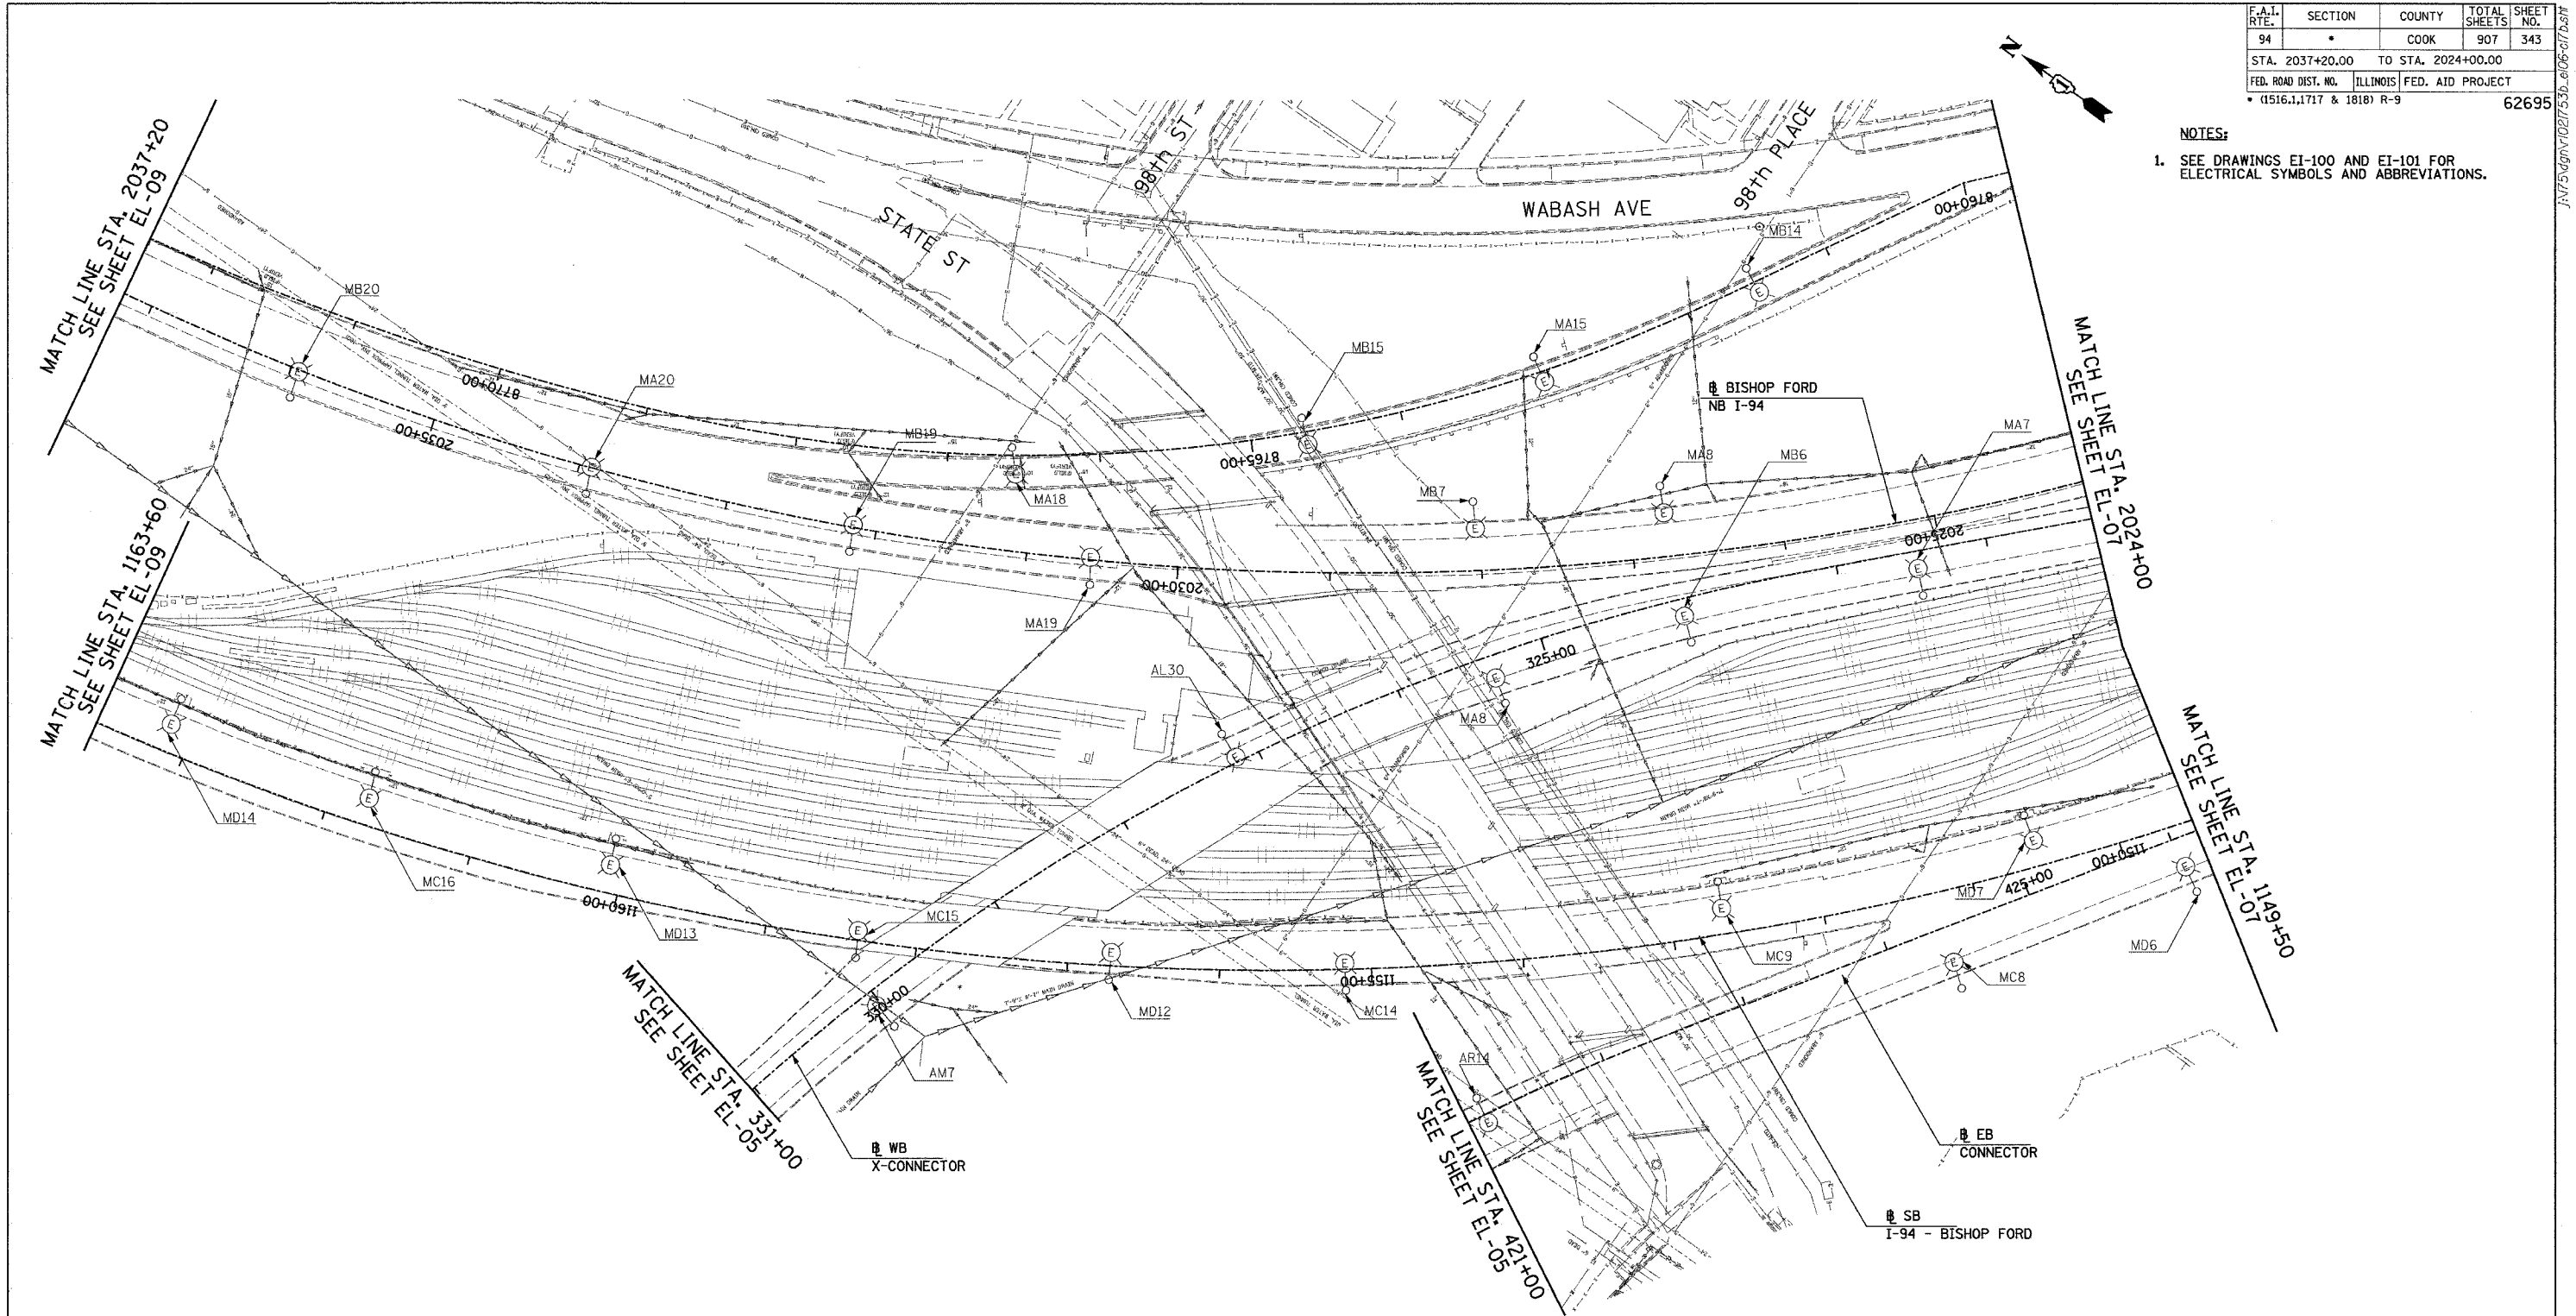 F.A.I. RTE. SECTION COUNTY TOTAL SHEETS SHEET NO.
94 * COOK 907 343
STA. 2037+20.00 TO STA. 2024+00.00
FED. ROAD DIST. NO. ILLINOIS FED. AID PROJECT
* (1516.1,1717 & 1818) R-9
62695
N
NOTES:
1. SEE DRAWINGS EI-100 AND EI-101 FOR
ELECTRICAL SYMBOLS AND ABBREVIATIONS.
MATCH LINE STA. 2037+20
SEE SHEET EL-09
98th ST
STATE ST
WABASH AVE
98th PLACE
8760+00
MB14
MB20
MA20
8770+00
2035+00
MB19
MA18
8765+00
MB15
MA15
MB7
MA8
MB6
MA7
℄ BISHOP FORD
NB I-94
2025+00
MATCH LINE STA. 2024+00
SEE SHEET EL-07
MATCH LINE STA. 1163+60
SEE SHEET EL-09
MA19
2030+00
AL30
325+00
MA8
MD14
MC16
1160+00
MD13
MC15
MD12
MC14
1155+00
MC9
MD7
425+00
1150+00
MD6
MC8
MATCH LINE STA. 1149+50
SEE SHEET EL-07
330+00
AM7
MATCH LINE STA. 331+00
SEE SHEET EL-05
℄ WB
X-CONNECTOR
AR14
MATCH LINE STA. 421+00
SEE SHEET EL-05
℄ EB
CONNECTOR
℄ SB
I-94 - BISHOP FORD